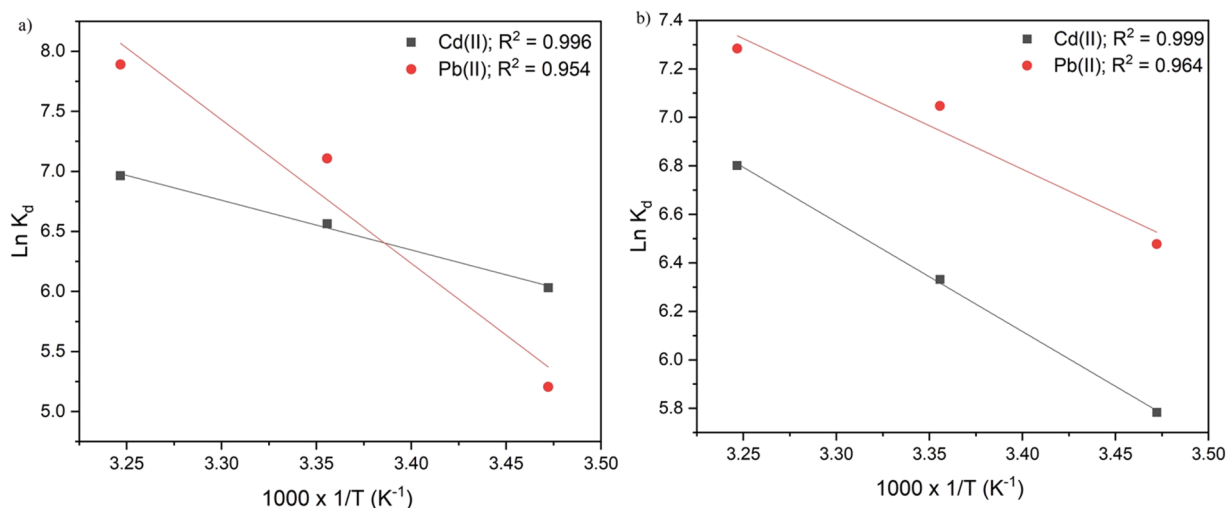 a)
Cd(II); R² = 0.996
Pb(II); R² = 0.954
8.0
7.5
7.0
6.5
6.0
5.5
5.0
Ln K_d
3.25 3.30 3.35 3.40 3.45 3.50
1000 x 1/T (K⁻¹)
b)
Cd(II); R² = 0.999
Pb(II); R² = 0.964
7.4
7.2
7.0
6.8
6.6
6.4
6.2
6.0
5.8
Ln K_d
3.25 3.30 3.35 3.40 3.45 3.50
1000 x 1/T (K⁻¹)